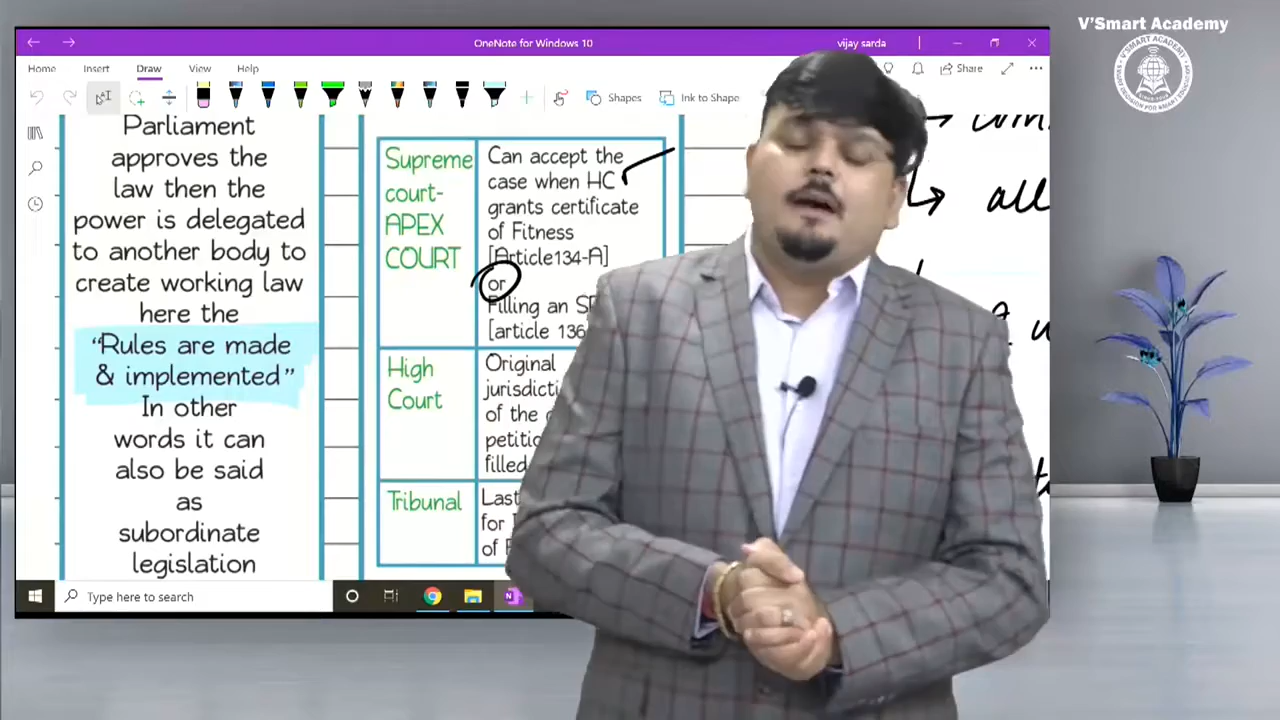 V'Smart Academy
OneNote for Windows 10
vijay sarda
Home Insert Draw View Help
Share
Shapes
Ink to Shape
Parliament
approves the
law then the
power is delegated
to another body to
create working law
here the
“Rules are made
& implemented”
In other
words it can
also be said
as
subordinate
legislation
Supreme
court-
APEX
COURT
Can accept the
case when HC
grants certificate
of Fitness
[Article134-A]
or
Filling an
[article 136
High
Court
Original
of the
filled
Tribunal
Last
for
of
all
Type here to search